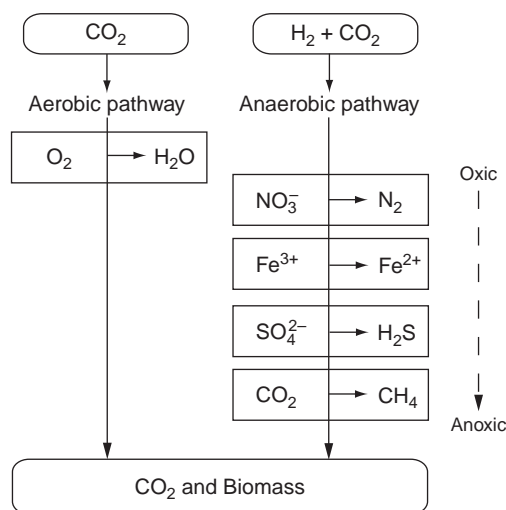 CO₂
H₂ + CO₂
Aerobic pathway
Anaerobic pathway
O₂ H₂O
Oxic
NO₃⁻ N₂
Fe³⁺ Fe²⁺
SO₄²⁻ H₂S
CO₂ CH₄
Anoxic
CO₂ and Biomass